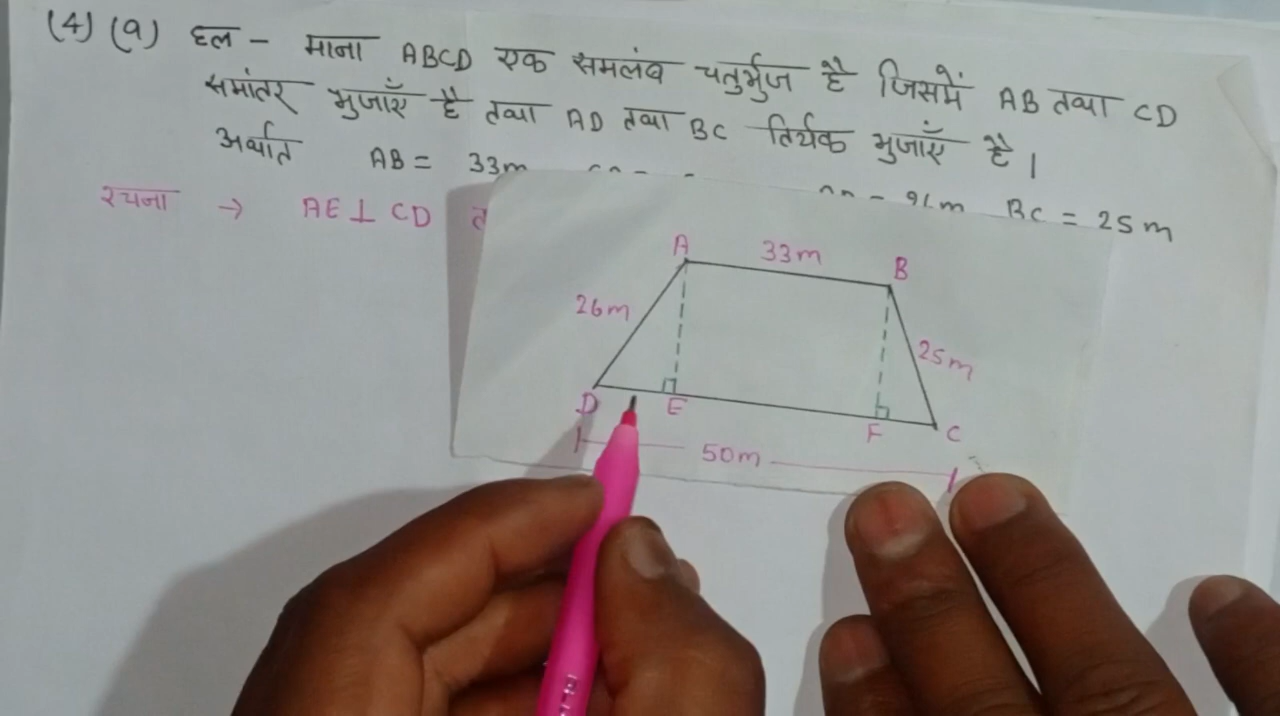 (4) (a) हल - माना ABCD एक समलंब चतुर्भुज है जिसमें AB तथा CD
समांतर भुजाएँ है तथा AD तथा BC तिर्यक भुजाएँ है।
अर्थात AB = 33m BC = 25m
रचना → AE ⊥ CD
A 33m B
26m
25m
D E F C
50m